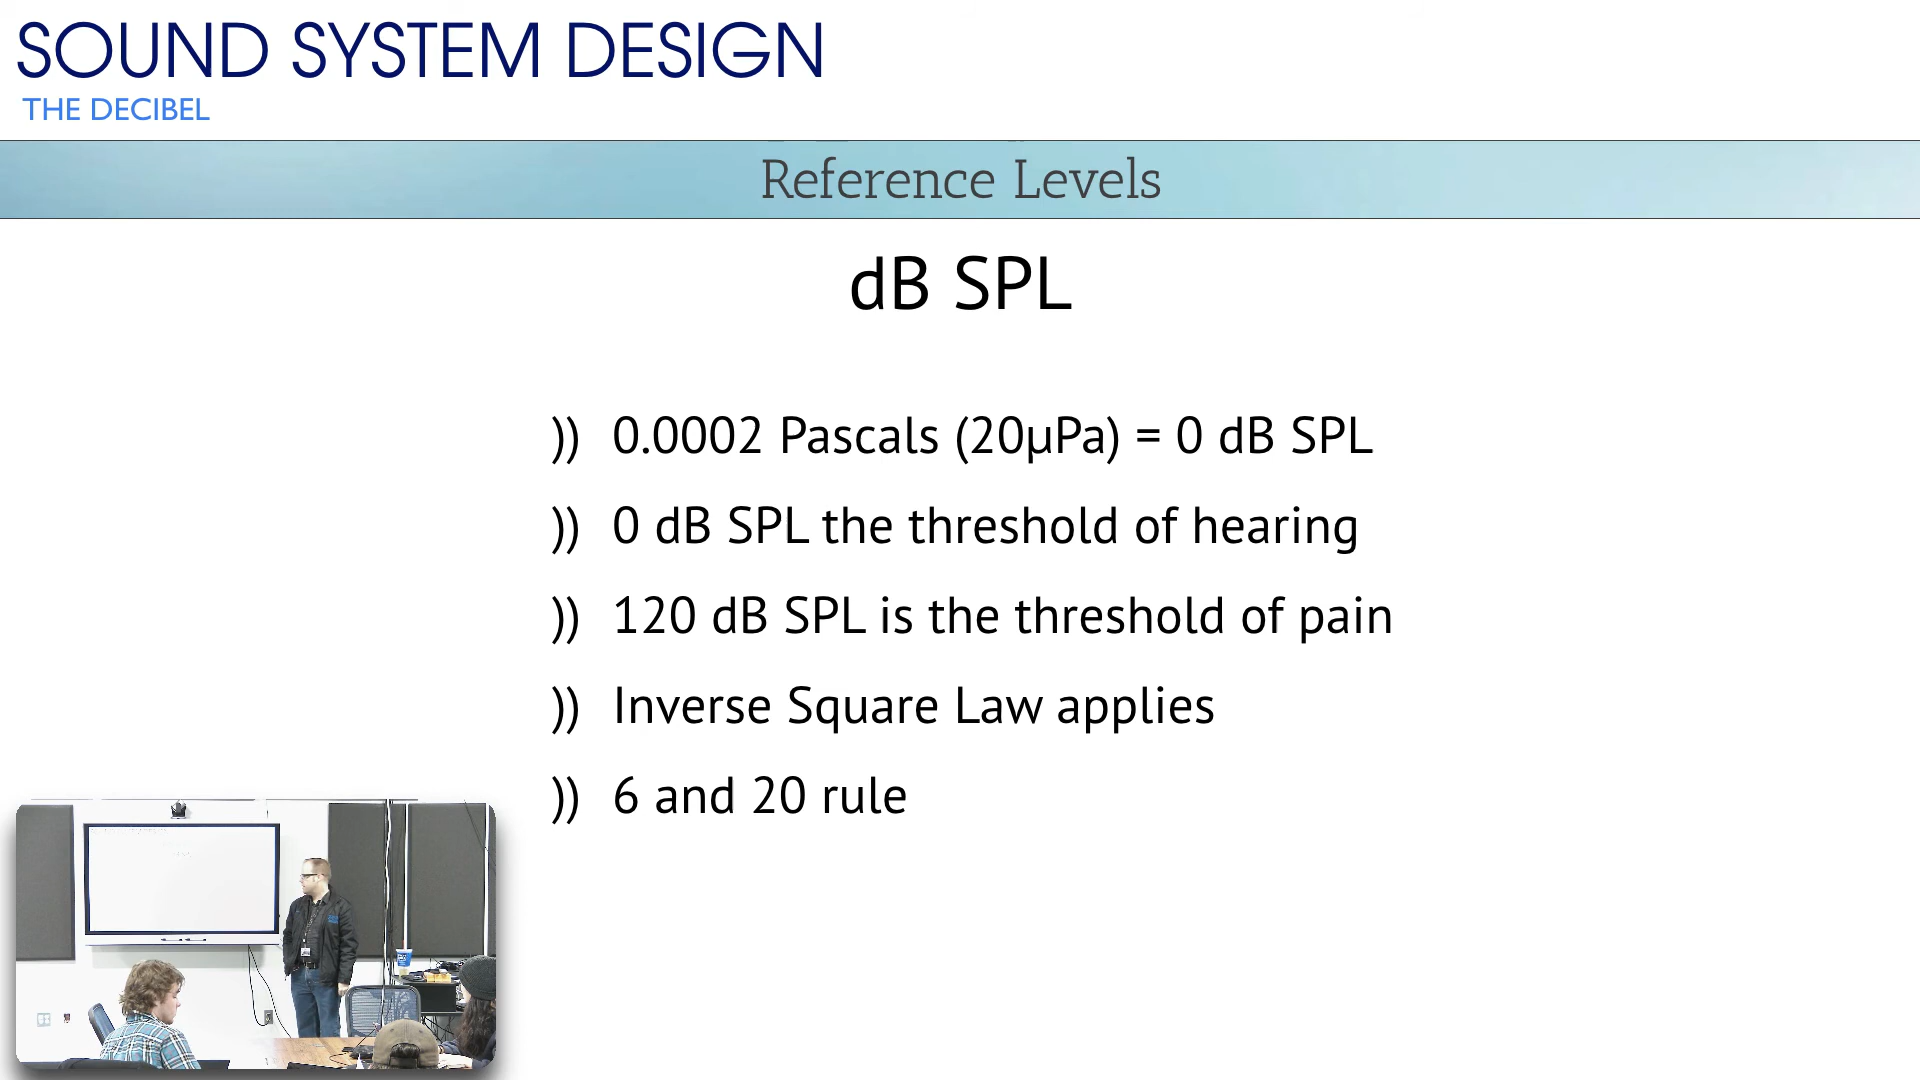 SOUND SYSTEM DESIGN
THE DECIBEL
Reference Levels
dB SPL
)) 0.0002 Pascals (20µPa) = 0 dB SPL
)) 0 dB SPL the threshold of hearing
)) 120 dB SPL is the threshold of pain
)) Inverse Square Law applies
)) 6 and 20 rule